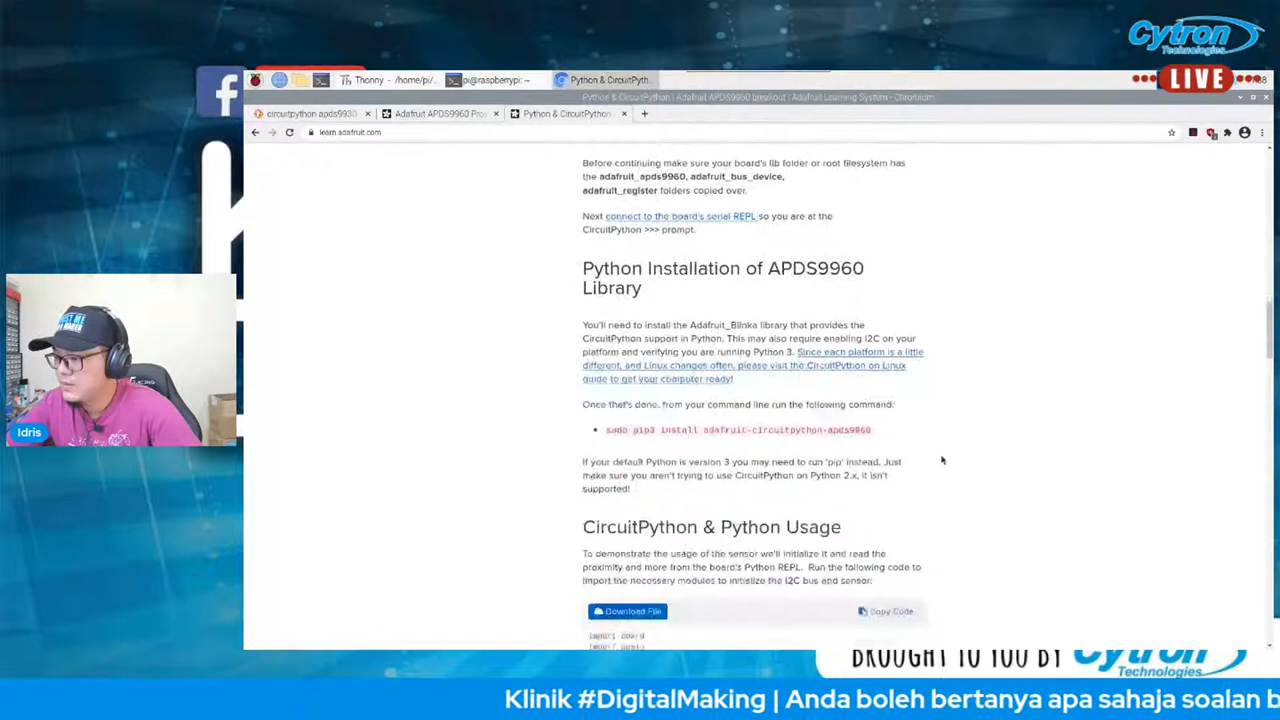 Cytron
Technologies
LIVE
f
Thonny - /home/pi/...
pi@raspberrypi: ~
Python & CircuitPyth...
Python & CircuitPython | Adafruit APDS9960 breakout | Adafruit Learning System - Chromium
circuitpython apds9930
Adafruit APDS9960 Pro
Python & CircuitPython
learn.adafruit.com
Before continuing make sure your board's lib folder or root filesystem has
the adafruit_apds9960, adafruit_bus_device,
adafruit_register folders copied over.
Next connect to the board's serial REPL so you are at the
CircuitPython >>> prompt.
Python Installation of APDS9960
Library
You'll need to install the Adafruit_Blinka library that provides the
CircuitPython support in Python. This may also require enabling I2C on your
platform and verifying you are running Python 3. Since each platform is a little
different, and Linux changes often, please visit the CircuitPython on Linux
guide to get your computer ready!
Once that's done, from your command line run the following command:
• sudo pip3 install adafruit-circuitpython-apds9960
If your default Python is version 3 you may need to run 'pip' instead. Just
make sure you aren't trying to use CircuitPython on Python 2.x, it isn't
supported!
CircuitPython & Python Usage
To demonstrate the usage of the sensor we'll initialize it and read the
proximity and more from the board's Python REPL. Run the following code to
import the necessary modules to initialize the I2C bus and sensor:
Download File
Copy Code
import board
Idris
BROUGHT TO YOU BY Cytron
Technologies
Klinik #DigitalMaking | Anda boleh bertanya apa sahaja soalan b